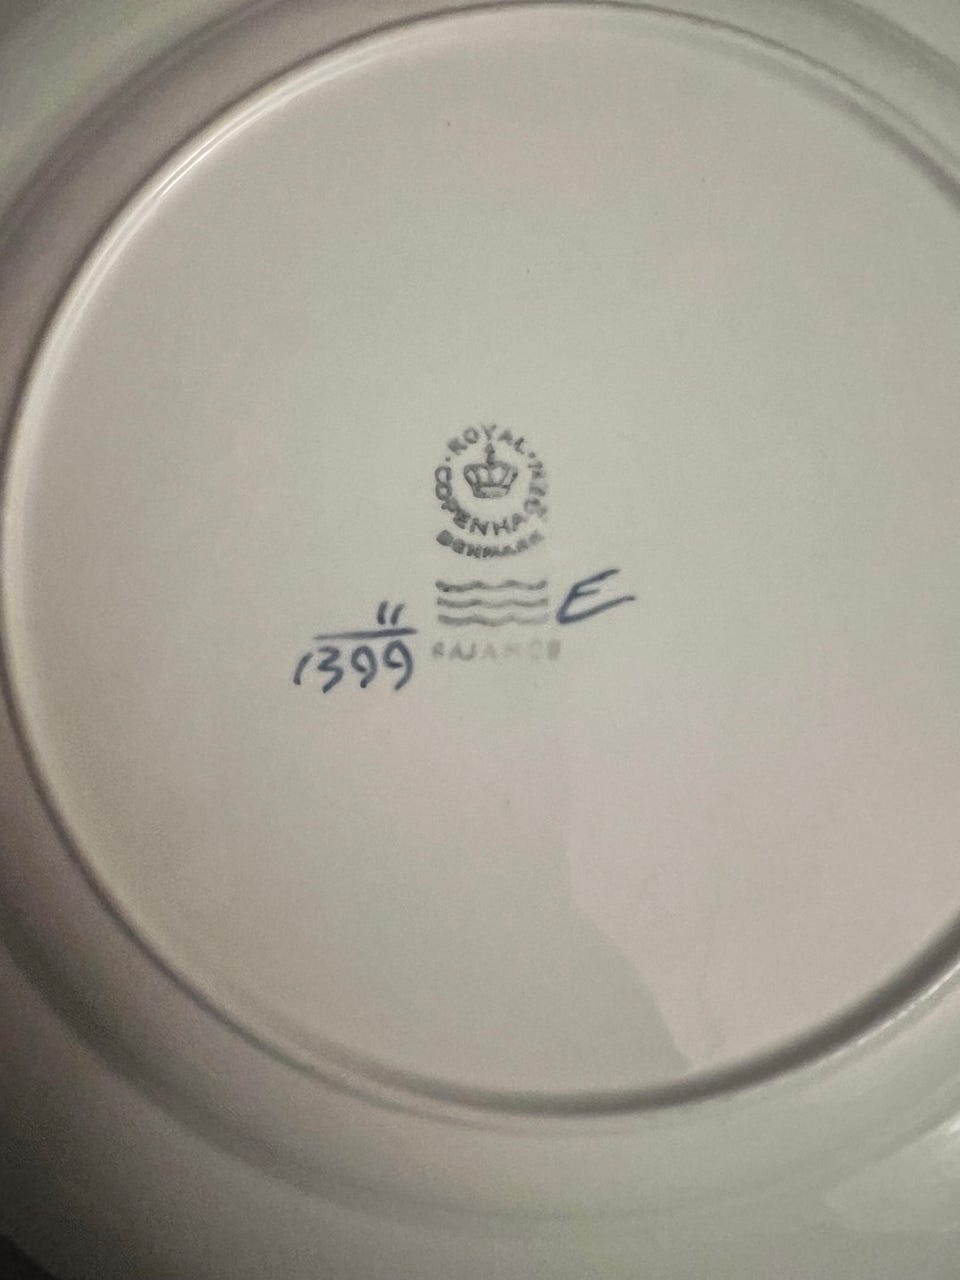 ROYAL
COPENHAGEN
DENMARK
11 E
1399
FAJANCE